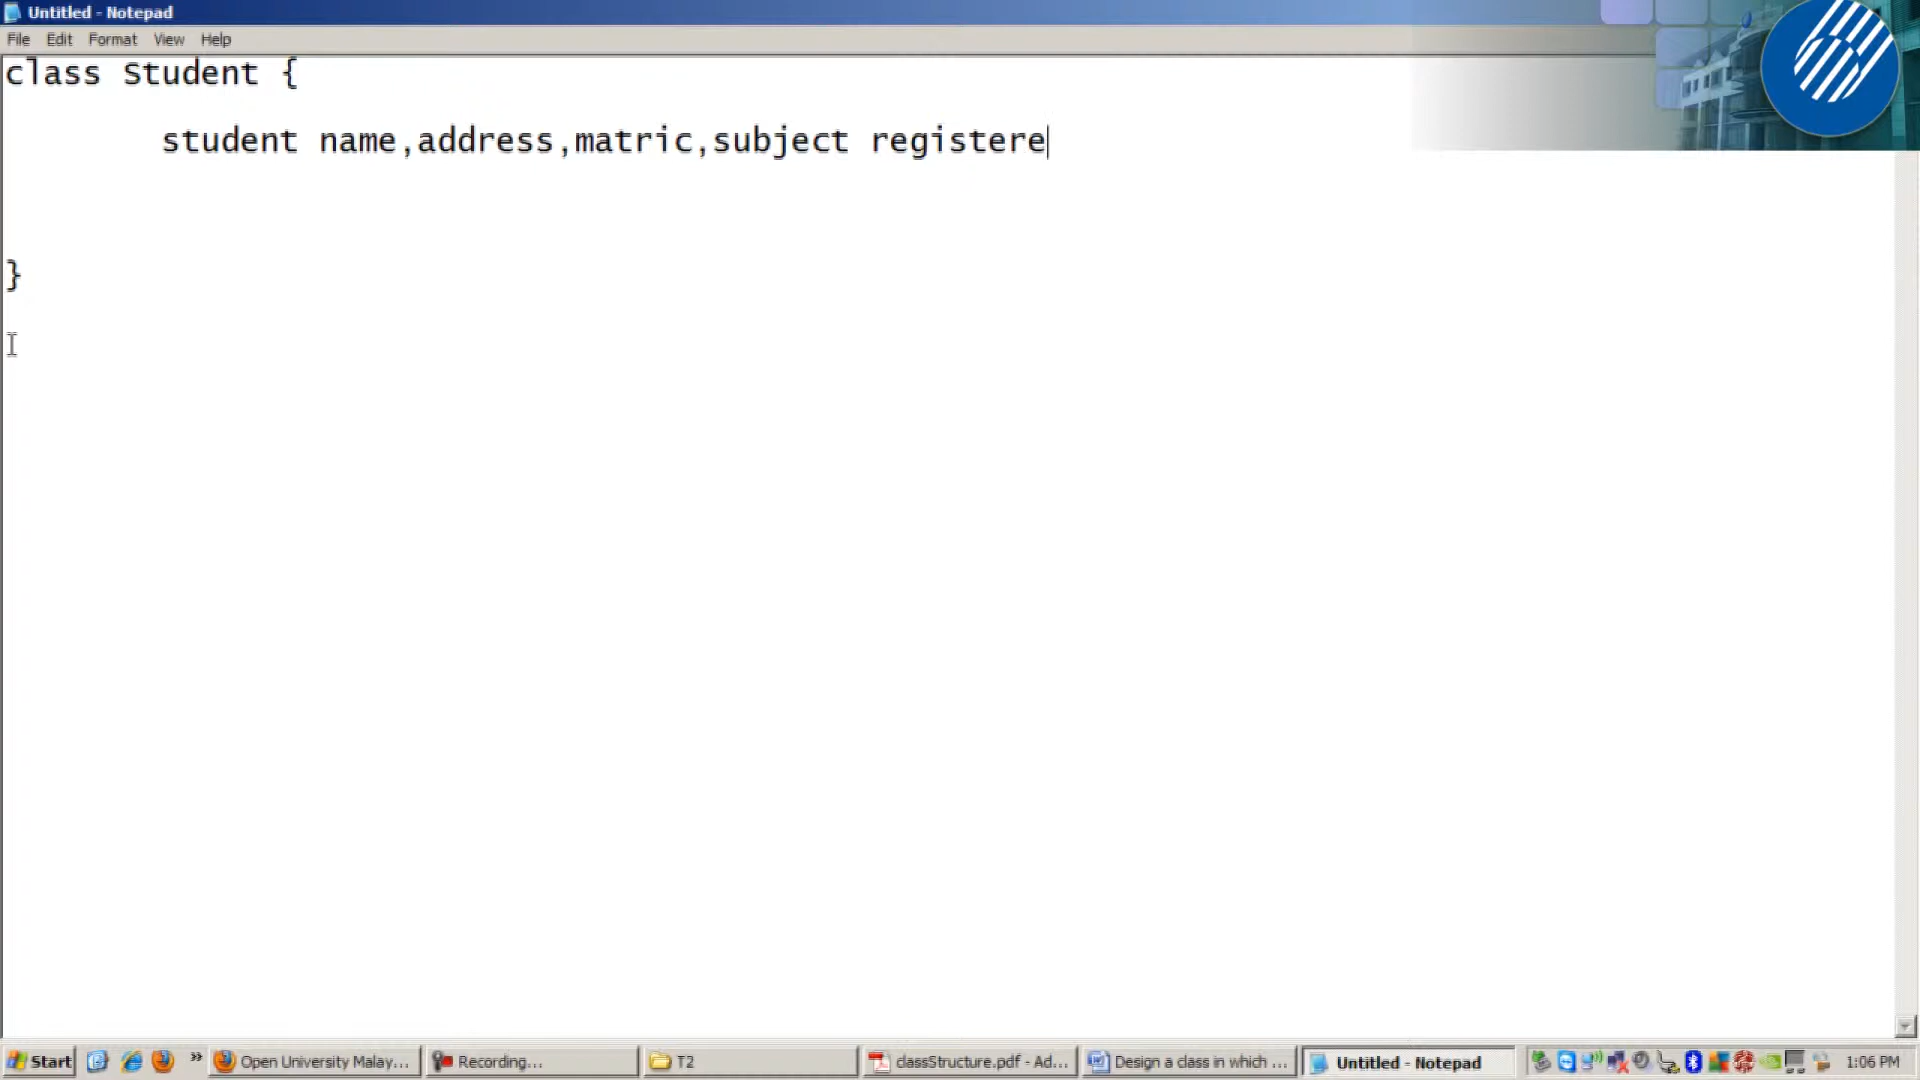 Untitled - Notepad
File Edit Format View Help
class Student {
student name,address,matric,subject registere
}
Start
»
Open University Malay...
Recording...
T2
classStructure.pdf - Ad...
Design a class in which ...
Untitled - Notepad
1:06 PM